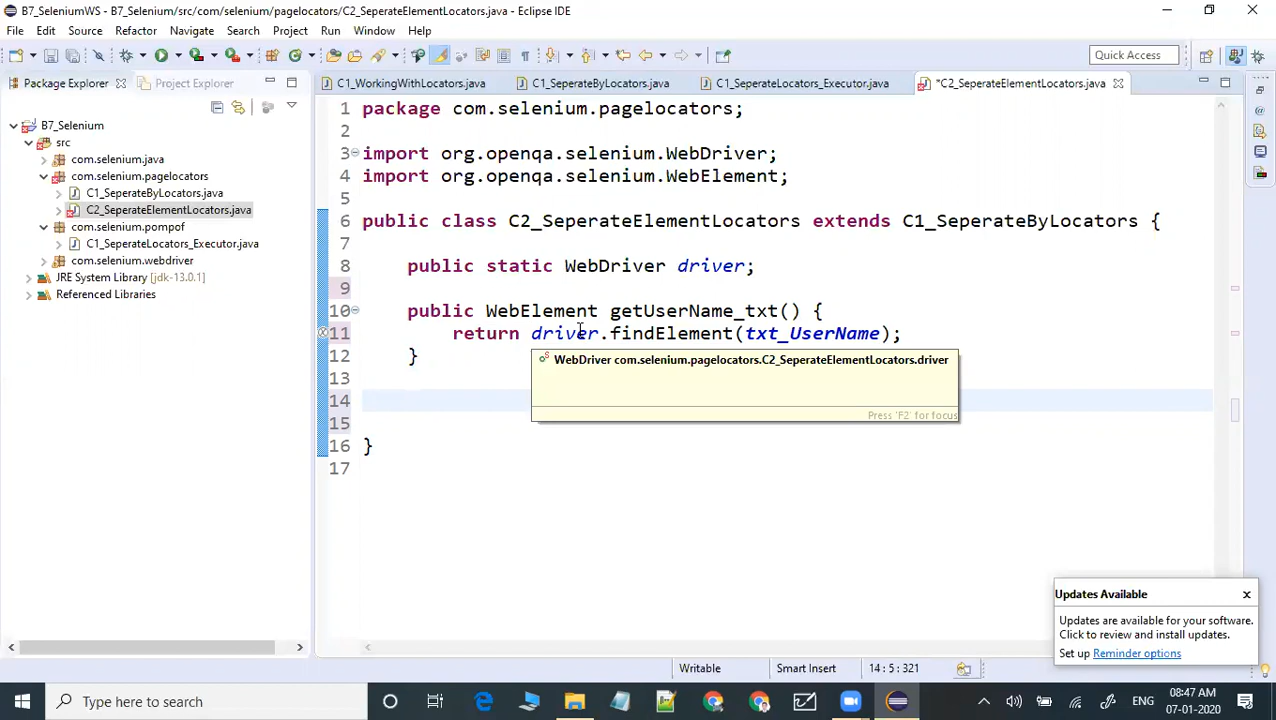 B7_SeleniumWS - B7_Selenium/src/com/selenium/pagelocators/C2_SeperateElementLocators.java - Eclipse IDE
File Edit Source Refactor Navigate Search Project Run Window Help
Quick Access
Package Explorer Project Explorer
C1_WorkingWithLocators.java C1_SeperateByLocators.java C1_SeperateLocators_Executor.java *C2_SeperateElementLocators.java
B7_Selenium
src
com.selenium.java
com.selenium.pagelocators
C1_SeperateByLocators.java
C2_SeperateElementLocators.java
com.selenium.pompof
C1_SeperateLocators_Executor.java
com.selenium.webdriver
JRE System Library [jdk-13.0.1]
Referenced Libraries
1 package com.selenium.pagelocators;
2
3 import org.openqa.selenium.WebDriver;
4 import org.openqa.selenium.WebElement;
5
6 public class C2_SeperateElementLocators extends C1_SeperateByLocators {
7
8 public static WebDriver driver;
9
10 public WebElement getUserName_txt() {
11 return driver.findElement(txt_UserName);
12 }
13
14
15
16 }
17
WebDriver com.selenium.pagelocators.C2_SeperateElementLocators.driver
Press 'F2' for focus
Updates Available
Updates are available for your software.
Click to review and install updates.
Set up Reminder options
Writable Smart Insert 14 : 5 : 321
Type here to search
ENG
08:47 AM
07-01-2020